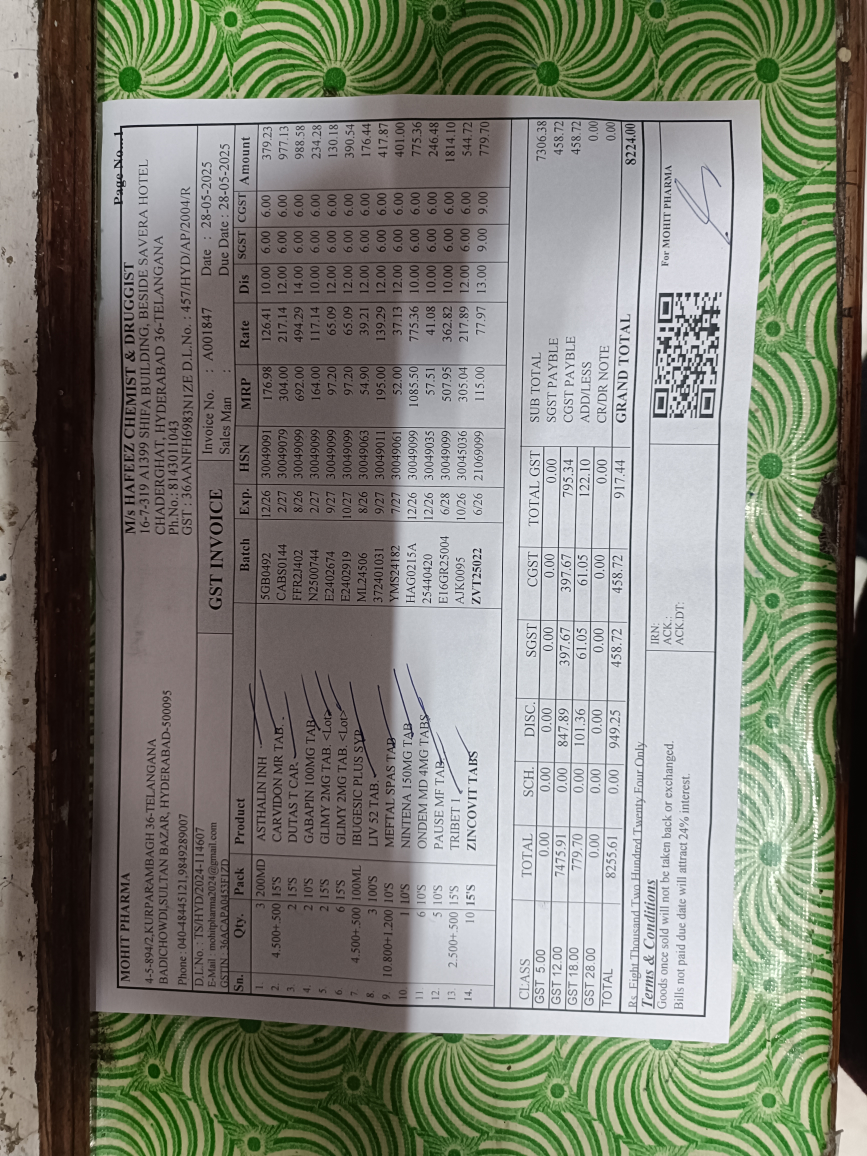 Page No...1
MOHIT PHARMA
4-5-894/2,KURPARAMBAGH 36-TELANGANA
BADICHOWDI,SULTAN BAZAR, HYDERABAD-500095
Phone : 040-48445121,9849289007
D.L.No. : TS/HYD/2024-114607
E-Mail : mohitpharma2024@gmail.com
GSTIN : 36ACAPA0453F1ZD
M/s HAFEEZ CHEMIST & DRUGGIST
16-7-319 A1399 SHIFA BUILDING, BESIDE SAVERA HOTEL
CHADERGHAT, HYDERABAD 36-TELANGANA
Ph.No.: 8143011043
GST : 36AANFH6983N1ZE D.L.No. : 457/HYD/AP/2004/R
GST INVOICE
Invoice No. : A001847 Date : 28-05-2025
Sales Man : Due Date : 28-05-2025
Sn. Qty. Pack Product Batch Exp. HSN MRP Rate Dis SGST CGST Amount
1. 3 200MD ASTHALIN INH 5GB0492 12/26 30049091 176.98 126.41 10.00 6.00 6.00 379.23
2. 4.500+.500 15'S CARVIDON MR TAB. CABS0144 2/27 30049079 304.00 217.14 12.00 6.00 6.00 977.13
3. 2 15'S DUTAS T CAP. FFR2J402 8/26 30049099 692.00 494.29 14.00 6.00 6.00 988.58
4. 2 10'S GABAPIN 100MG TAB N2500744 2/27 30049099 164.00 117.14 10.00 6.00 6.00 234.28
5. 2 15'S GLIMY 2MG TAB. <Lot> E2402674 9/27 30049099 97.20 65.09 12.00 6.00 6.00 130.18
6. 6 15'S GLIMY 2MG TAB. <Lot> E2402919 10/27 30049099 97.20 65.09 12.00 6.00 6.00 390.54
7. 4.500+.500 100ML IBUGESIC PLUS SYP ML24506 8/26 30049063 54.90 39.21 12.00 6.00 6.00 176.44
8. 3 100'S LIV 52 TAB. 372401031 9/27 30049011 195.00 139.29 12.00 6.00 6.00 417.87
9. 10.800+1.200 10'S MEFTAL SPAS TAB YMS24182 7/27 30049061 52.00 37.13 12.00 6.00 6.00 401.00
10. 1 10'S NINTENA 150MG TAB HAG0215A 12/26 30049099 1085.50 775.36 10.00 6.00 6.00 775.36
11 6 10'S ONDEM MD 4MG TABS 25440420 12/26 30049035 57.51 41.08 12.00 6.00 6.00 246.48
12. 5 10'S PAUSE MF TAB E16GR25004 6/28 30049099 507.95 362.82 10.00 6.00 6.00 1814.10
13. 2.500+.500 15'S TRIBET 1 AJK0095 10/26 30045036 305.04 217.89 12.00 6.00 6.00 544.72
14. 10 15'S ZINCOVIT TABS ZVT25022 6/26 21069099 115.00 77.97 13.00 9.00 9.00 779.70
CLASS TOTAL SCH. DISC. SGST CGST TOTAL GST
GST 5.00 0.00 0.00 0.00 0.00 0.00 0.00
GST 12.00 7475.91 0.00 847.89 397.67 397.67 795.34
GST 18.00 779.70 0.00 101.36 61.05 61.05 122.10
GST 28.00 0.00 0.00 0.00 0.00 0.00 0.00
TOTAL 8255.61 0.00 949.25 458.72 458.72 917.44
SUB TOTAL 7306.38
SGST PAYBLE 458.72
CGST PAYBLE 458.72
ADD/LESS 0.00
CR/DR NOTE 0.00
GRAND TOTAL 8224.00
Rs. Eight Thousand Two Hundred Twenty Four Only
Terms & Conditions
Goods once sold will not be taken back or exchanged.
Bills not paid due date will attract 24% interest.
IRN:
ACK.:
ACK.DT:
For MOHIT PHARMA